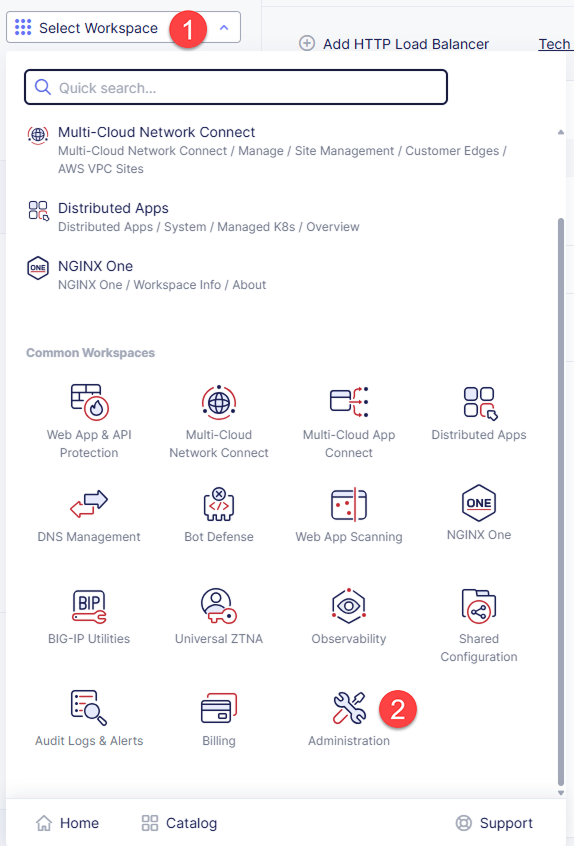 Select Workspace
1
Add HTTP Load Balancer
Tech
Quick search...
Multi-Cloud Network Connect
Multi-Cloud Network Connect / Manage / Site Management / Customer Edges /
AWS VPC Sites
Distributed Apps
Distributed Apps / System / Managed K8s / Overview
ONE
NGINX One
NGINX One / Workspace Info / About
Common Workspaces
Web App & API
Protection
Multi-Cloud
Network Connect
Multi-Cloud App
Connect
Distributed Apps
DNS Management
Bot Defense
Web App Scanning
ONE
NGINX One
BIP
BIG-IP Utilities
Universal ZTNA
Observability
Shared
Configuration
Audit Logs & Alerts
Billing
2
Administration
Home
Catalog
Support